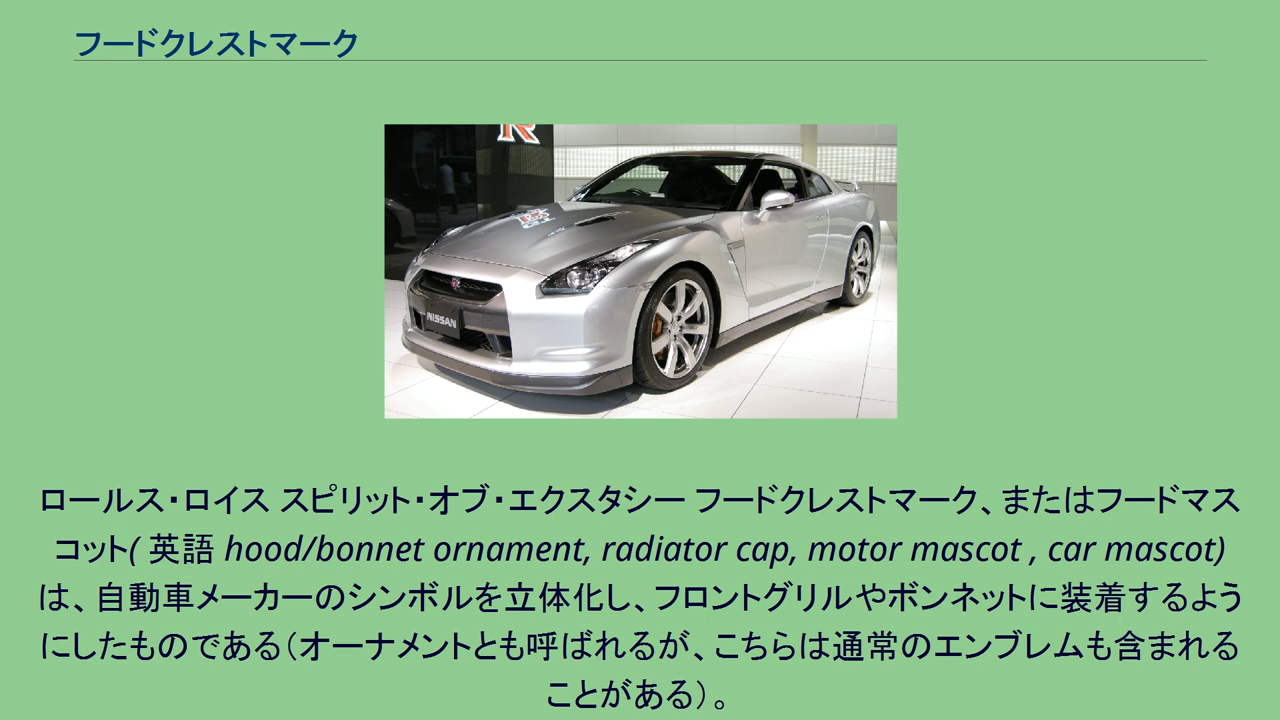 フードクレストマーク
R
NISSAN
ロールス・ロイス スピリット・オブ・エクスタシー フードクレストマーク、またはフードマス
コット( 英語 hood/bonnet ornament, radiator cap, motor mascot , car mascot)
は、自動車メーカーのシンボルを立体化し、フロントグリルやボンネットに装着するよう
にしたものである（オーナメントとも呼ばれるが、こちらは通常のエンブレムも含まれる
ことがある）。